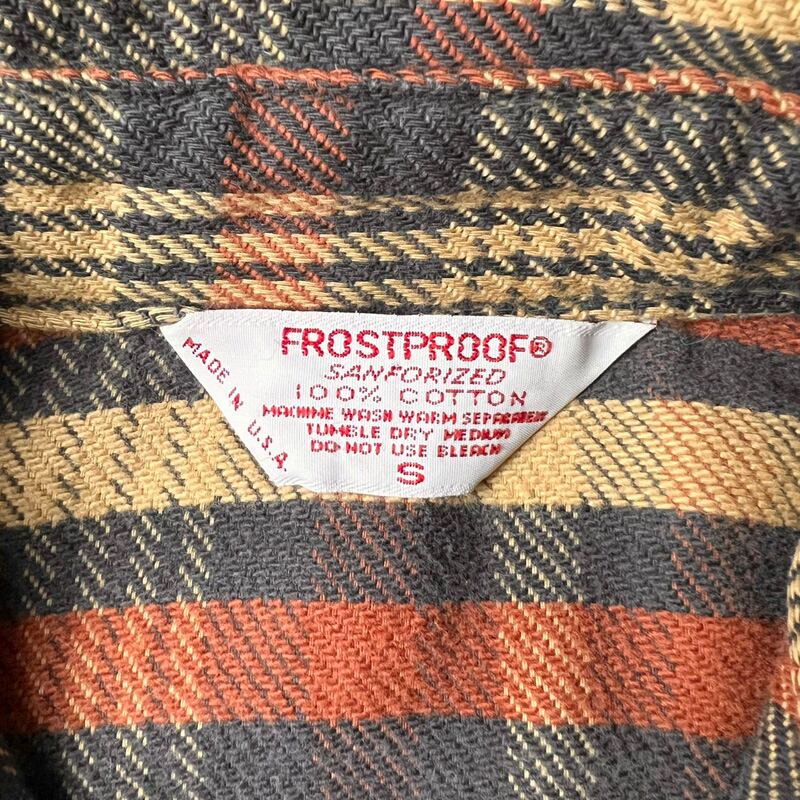 FROSTPROOF®
SANFORIZED
100% COTTON
MACHINE WASH WARM SEPARATELY
TUMBLE DRY MEDIUM
DO NOT USE BLEACH
S
MADE IN U.S.A.